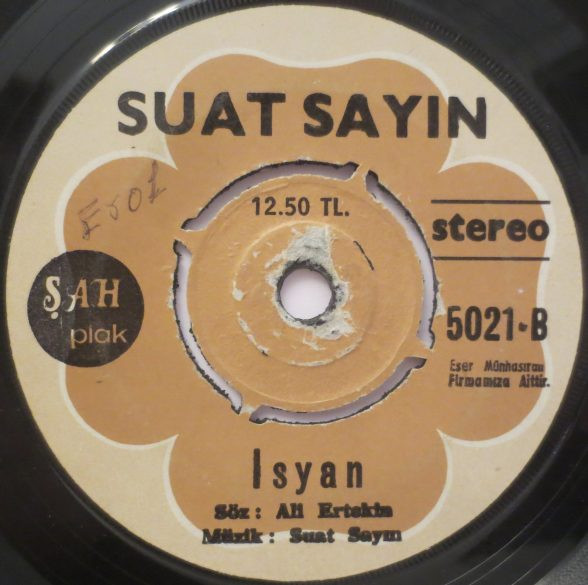 SUAT SAYIN
Erol
12.50 TL.
stereo
ŞAH
plak
5021-B
Eser Münhasıran
Firmamıza Aittir.
Isyan
Söz : Ali Ertekin
Müzik : Suat Sayın